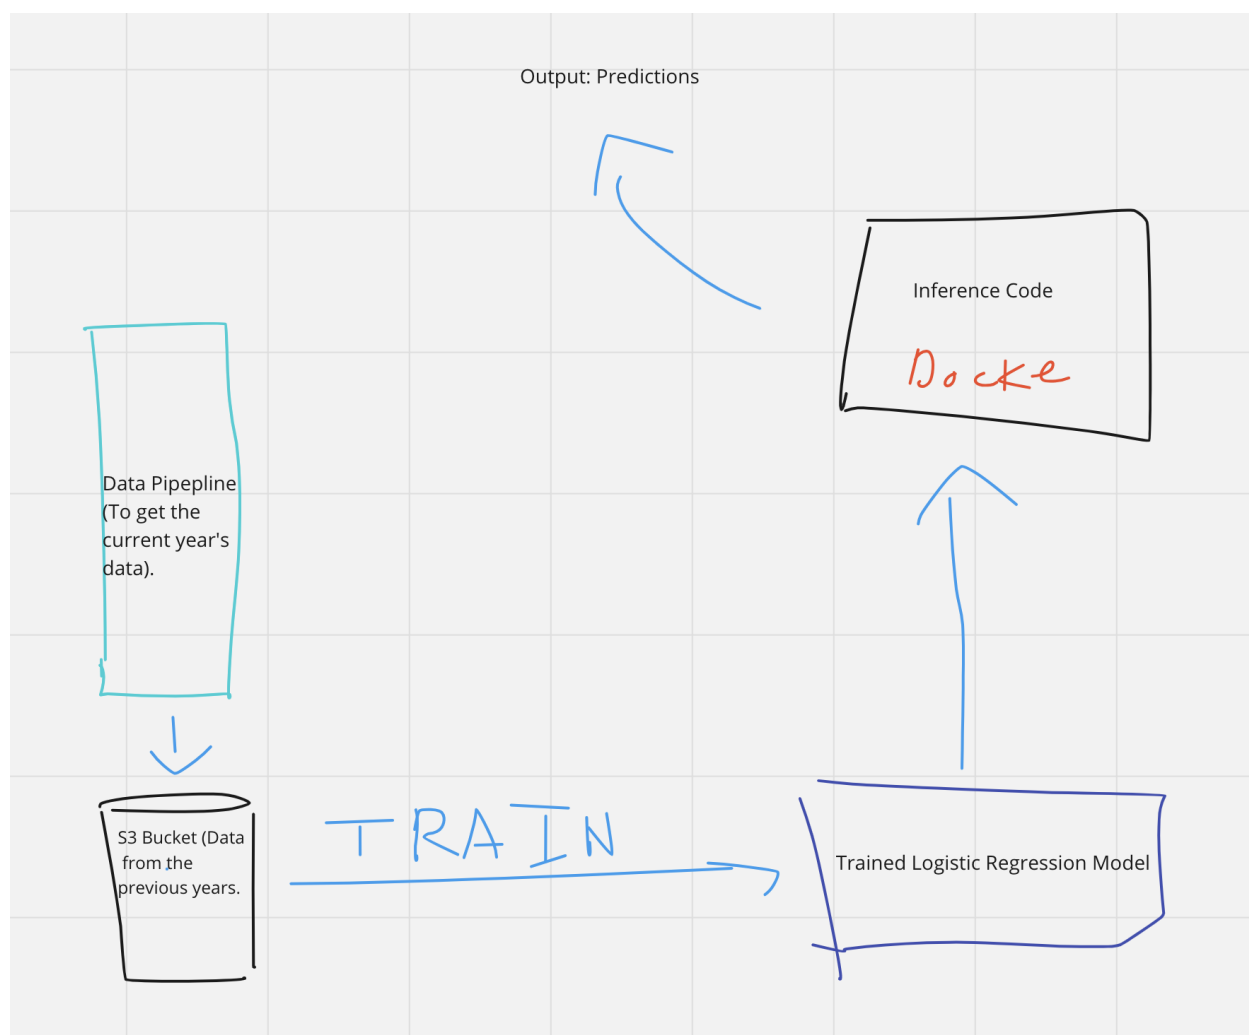 Output: Predictions
Inference Code
Docke
Data Pipepline
(To get the
current year's
data).
S3 Bucket (Data
from the
previous years.
TRAIN
Trained Logistic Regression Model